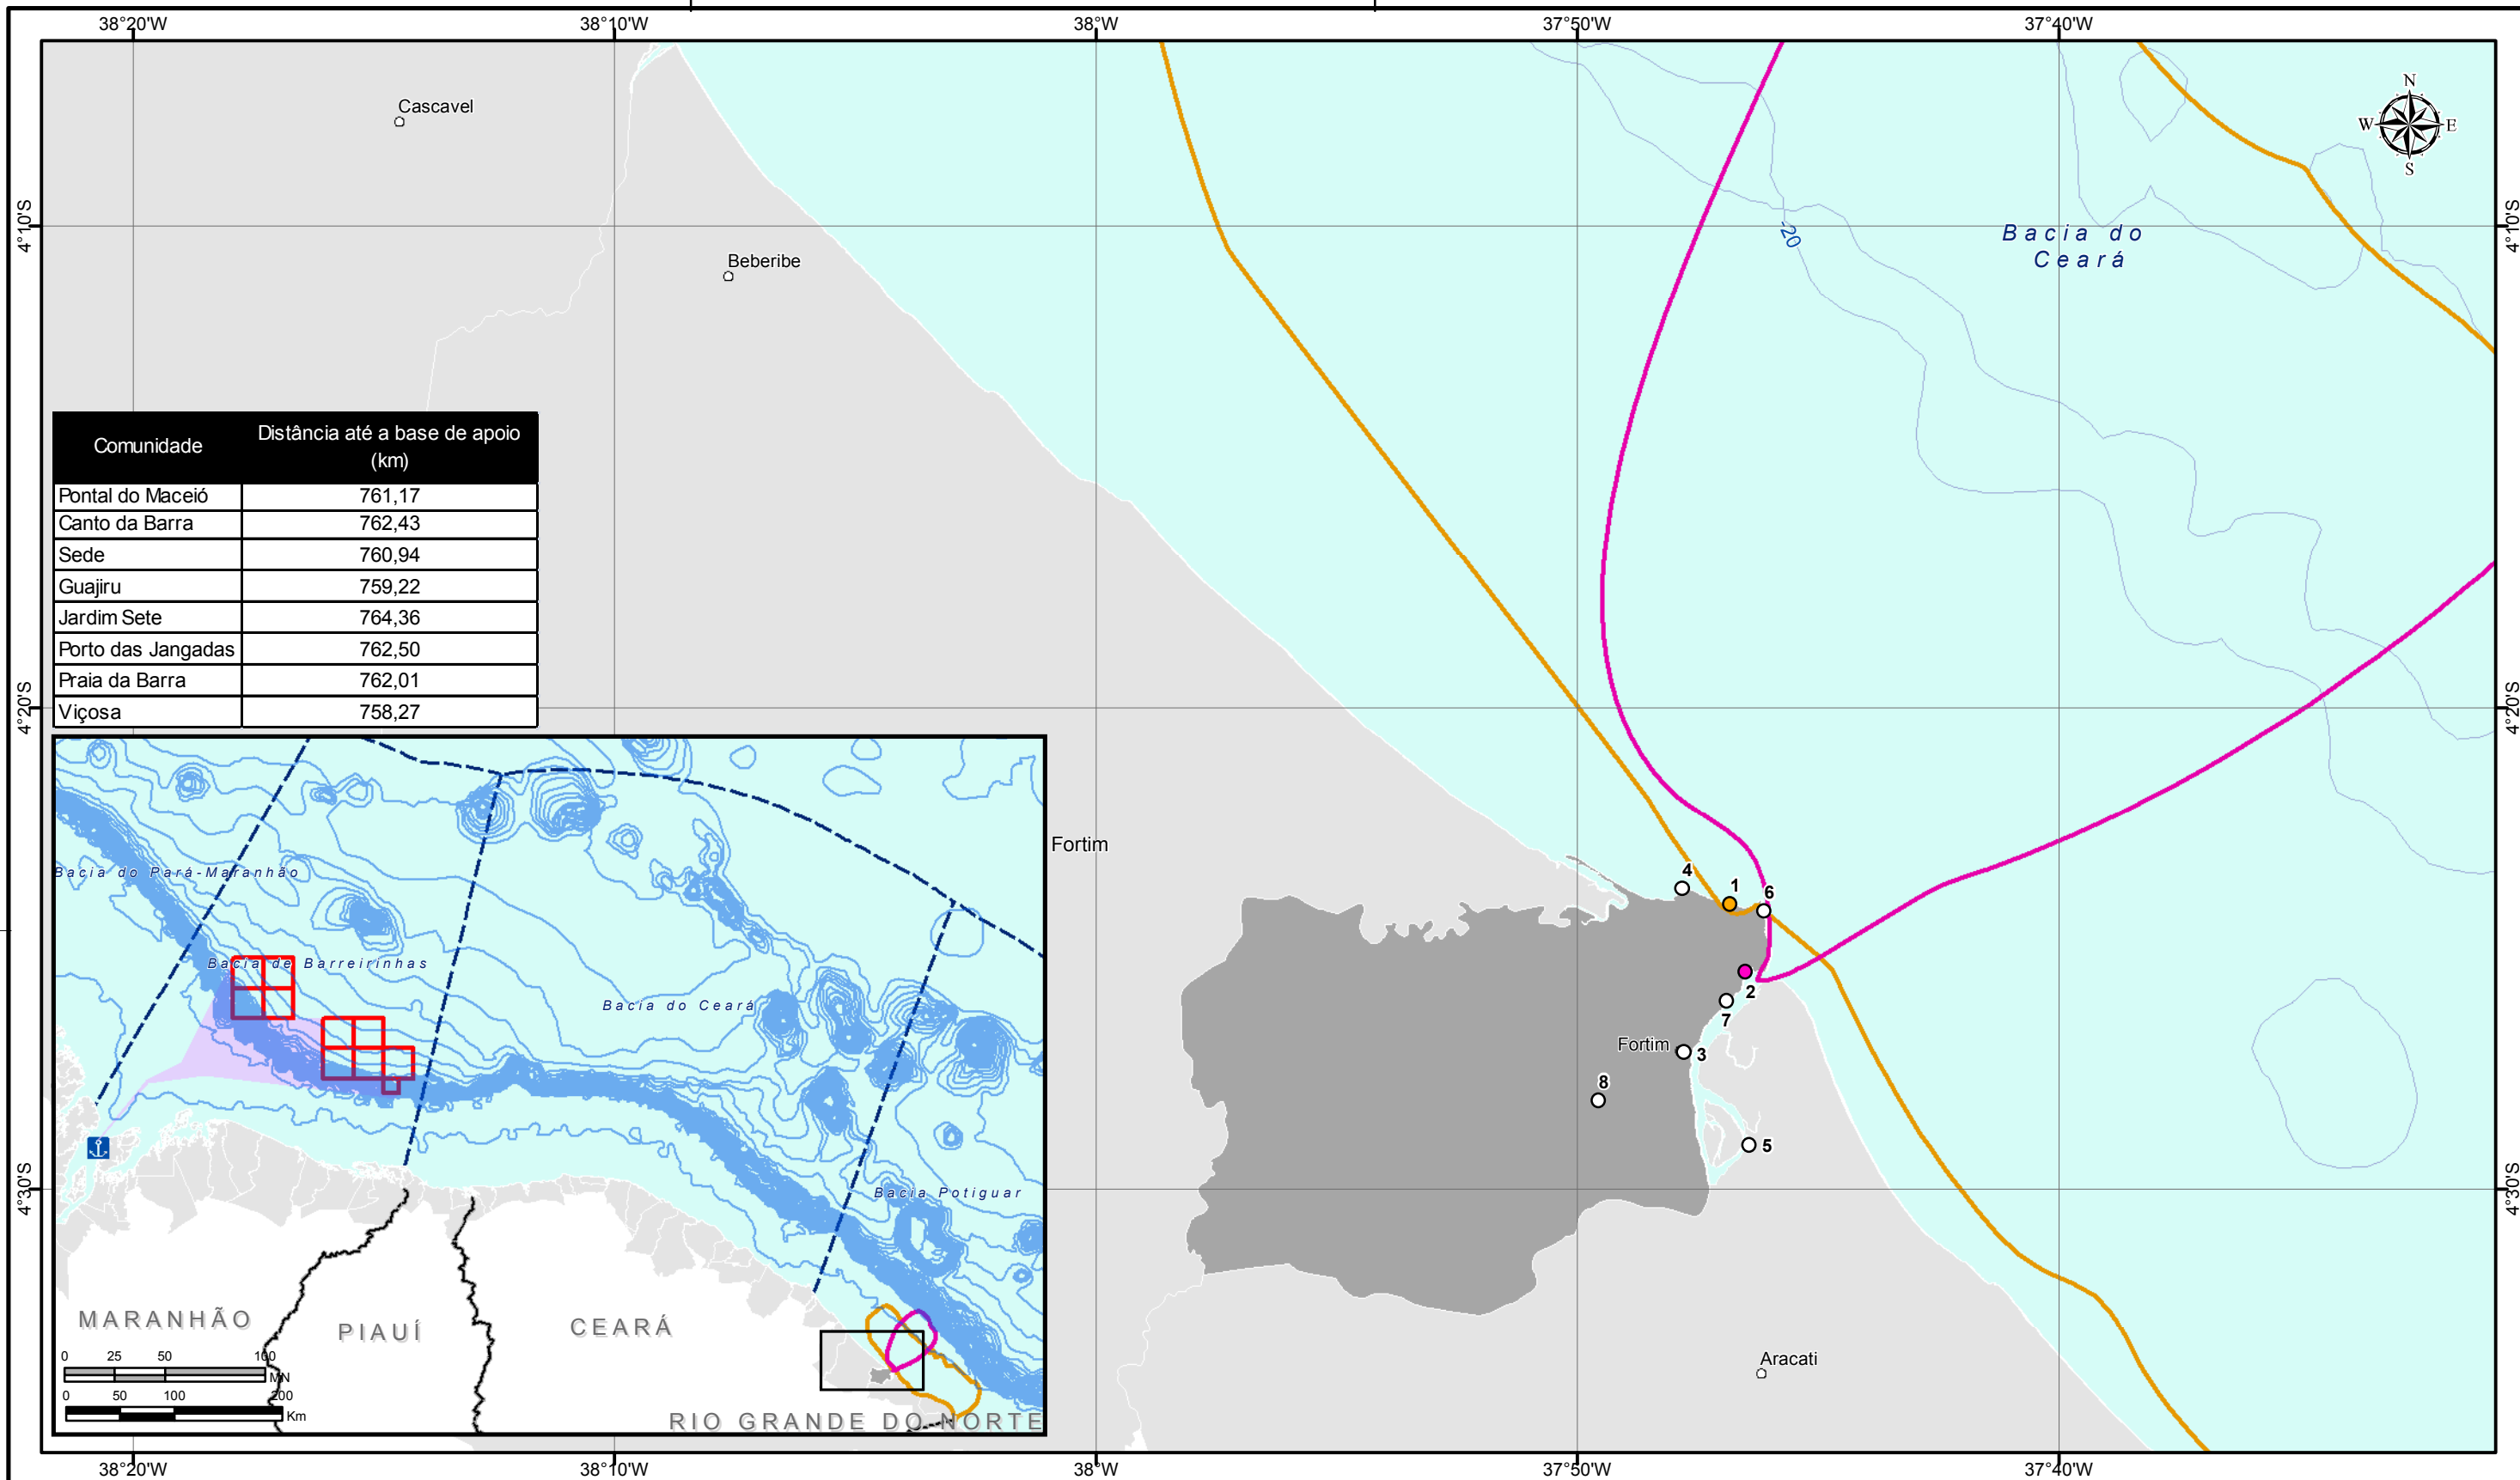 38°20'W 38°10'W 38°W 37°50'W 37°40'W
Cascavel
N
W E
S
4°10'S
-20
Bacia do
Ceará
4°10'S
Beberibe
Comunidade
Distância até a base de apoio
(km)
Pontal do Maceió 761,17
Canto da Barra 762,43
Sede 760,94
Guajiru 759,22
Jardim Sete 764,36
Porto das Jangadas 762,50
Praia da Barra 762,01
Viçosa 758,27
4°20'S
4°20'S
Fortim
Bacia do Pará-Maranhão
Bacia de Barreirinhas
Bacia do Ceará
Bacia Potiguar
MARANHÃO
PIAUÍ
CEARÁ
RIO GRANDE DO NORTE
0 25 50 100
MN
0 50 100 200
Km
4
1
6
2
7
Fortim
3
8
5
4°30'S
4°30'S
Aracati
38°20'W 38°10'W 38°W 37°50'W 37°40'W